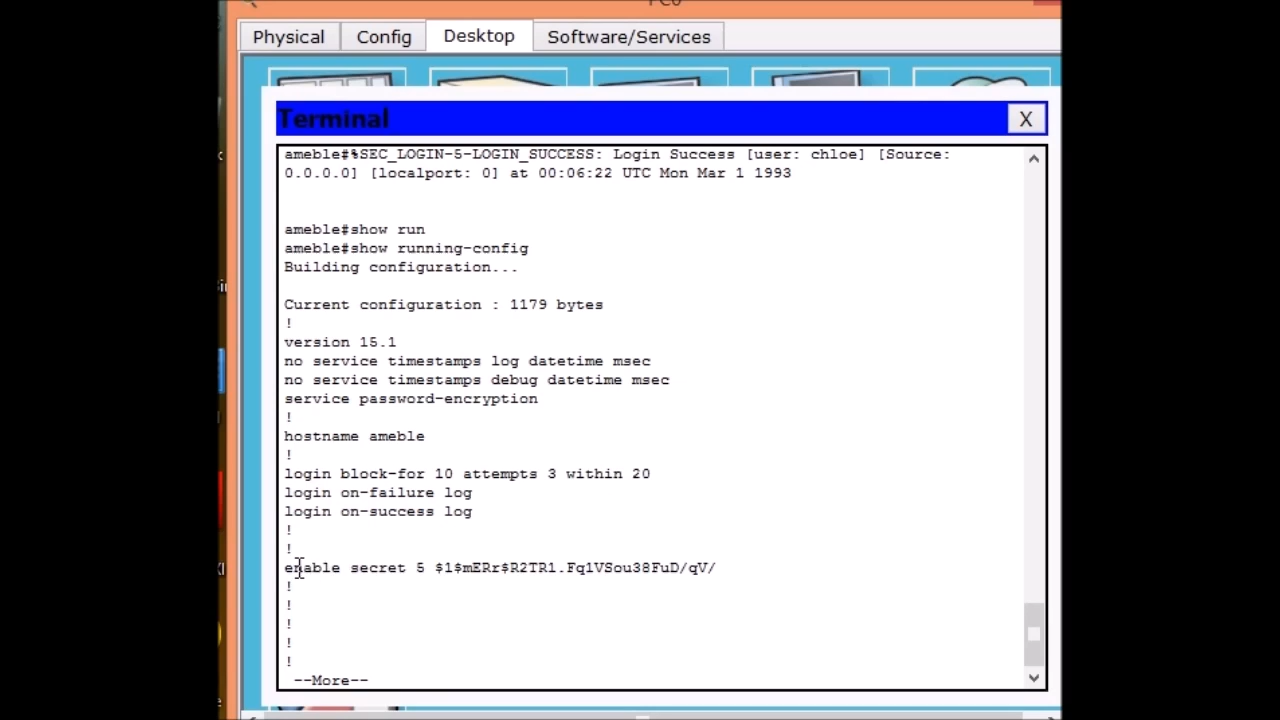 Physical Config Desktop Software/Services
Terminal X
ameble#%SEC_LOGIN-5-LOGIN_SUCCESS: Login Success [user: chloe] [Source:
0.0.0.0] [localport: 0] at 00:06:22 UTC Mon Mar 1 1993
ameble#show run
ameble#show running-config
Building configuration...
Current configuration : 1179 bytes
!
version 15.1
no service timestamps log datetime msec
no service timestamps debug datetime msec
service password-encryption
!
hostname ameble
!
login block-for 10 attempts 3 within 20
login on-failure log
login on-success log
!
!
enable secret 5 $1$mERr$R2TR1.Fq1VSou38FuD/qV/
!
!
!
!
!
--More--